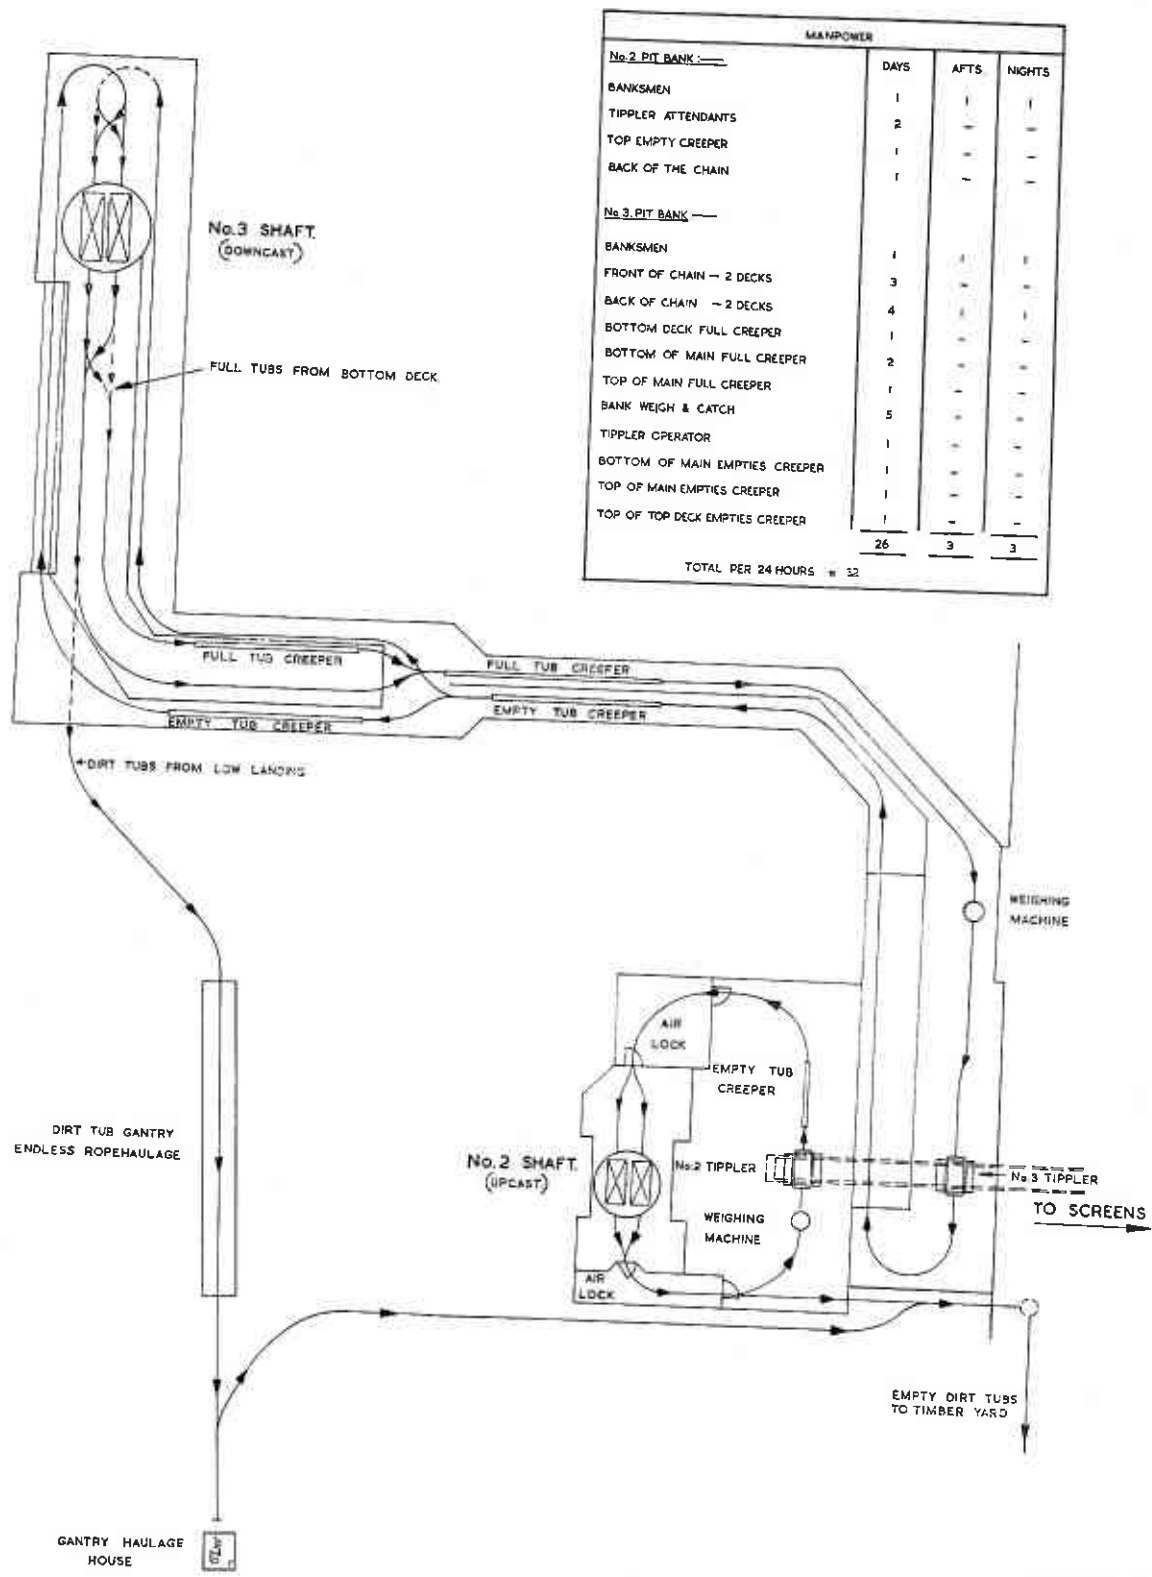 MANPOWER
No.2 PIT BANK :— DAYS AFTS NIGHTS
BANKSMEN 1 1 1
TIPPLER ATTENDANTS 2 - -
TOP EMPTY CREEPER 1 - -
BACK OF THE CHAIN 1 - -
No 3. PIT BANK —
BANKSMEN 1 1 1
FRONT OF CHAIN — 2 DECKS 3 - -
BACK OF CHAIN — 2 DECKS 4 1 1
BOTTOM DECK FULL CREEPER 1 - -
BOTTOM OF MAIN FULL CREEPER 2 - -
TOP OF MAIN FULL CREEPER 1 - -
BANK WEIGH & CATCH 5 - -
TIPPLER OPERATOR 1 - -
BOTTOM OF MAIN EMPTIES CREEPER 1 - -
TOP OF MAIN EMPTIES CREEPER 1 - -
TOP OF TOP DECK EMPTIES CREEPER 1 - -
26 3 3
TOTAL PER 24 HOURS = 32
No.3 SHAFT.
(DOWNCAST)
FULL TUBS FROM BOTTOM DECK
FULL TUB CREEPER
FULL TUB CREEPER
EMPTY TUB CREEPER
EMPTY TUB CREEPER
DIRT TUBS FROM LOW LANDING
WEIGHING
MACHINE
AIR
LOCK
EMPTY TUB
CREEPER
DIRT TUB GANTRY
ENDLESS ROPEHAULAGE
No.2 SHAFT.
(UPCAST)
No.2 TIPPLER
No 3 TIPPLER
TO SCREENS
WEIGHING
MACHINE
AIR
LOCK
EMPTY DIRT TUBS
TO TIMBER YARD
GANTRY HAULAGE
HOUSE